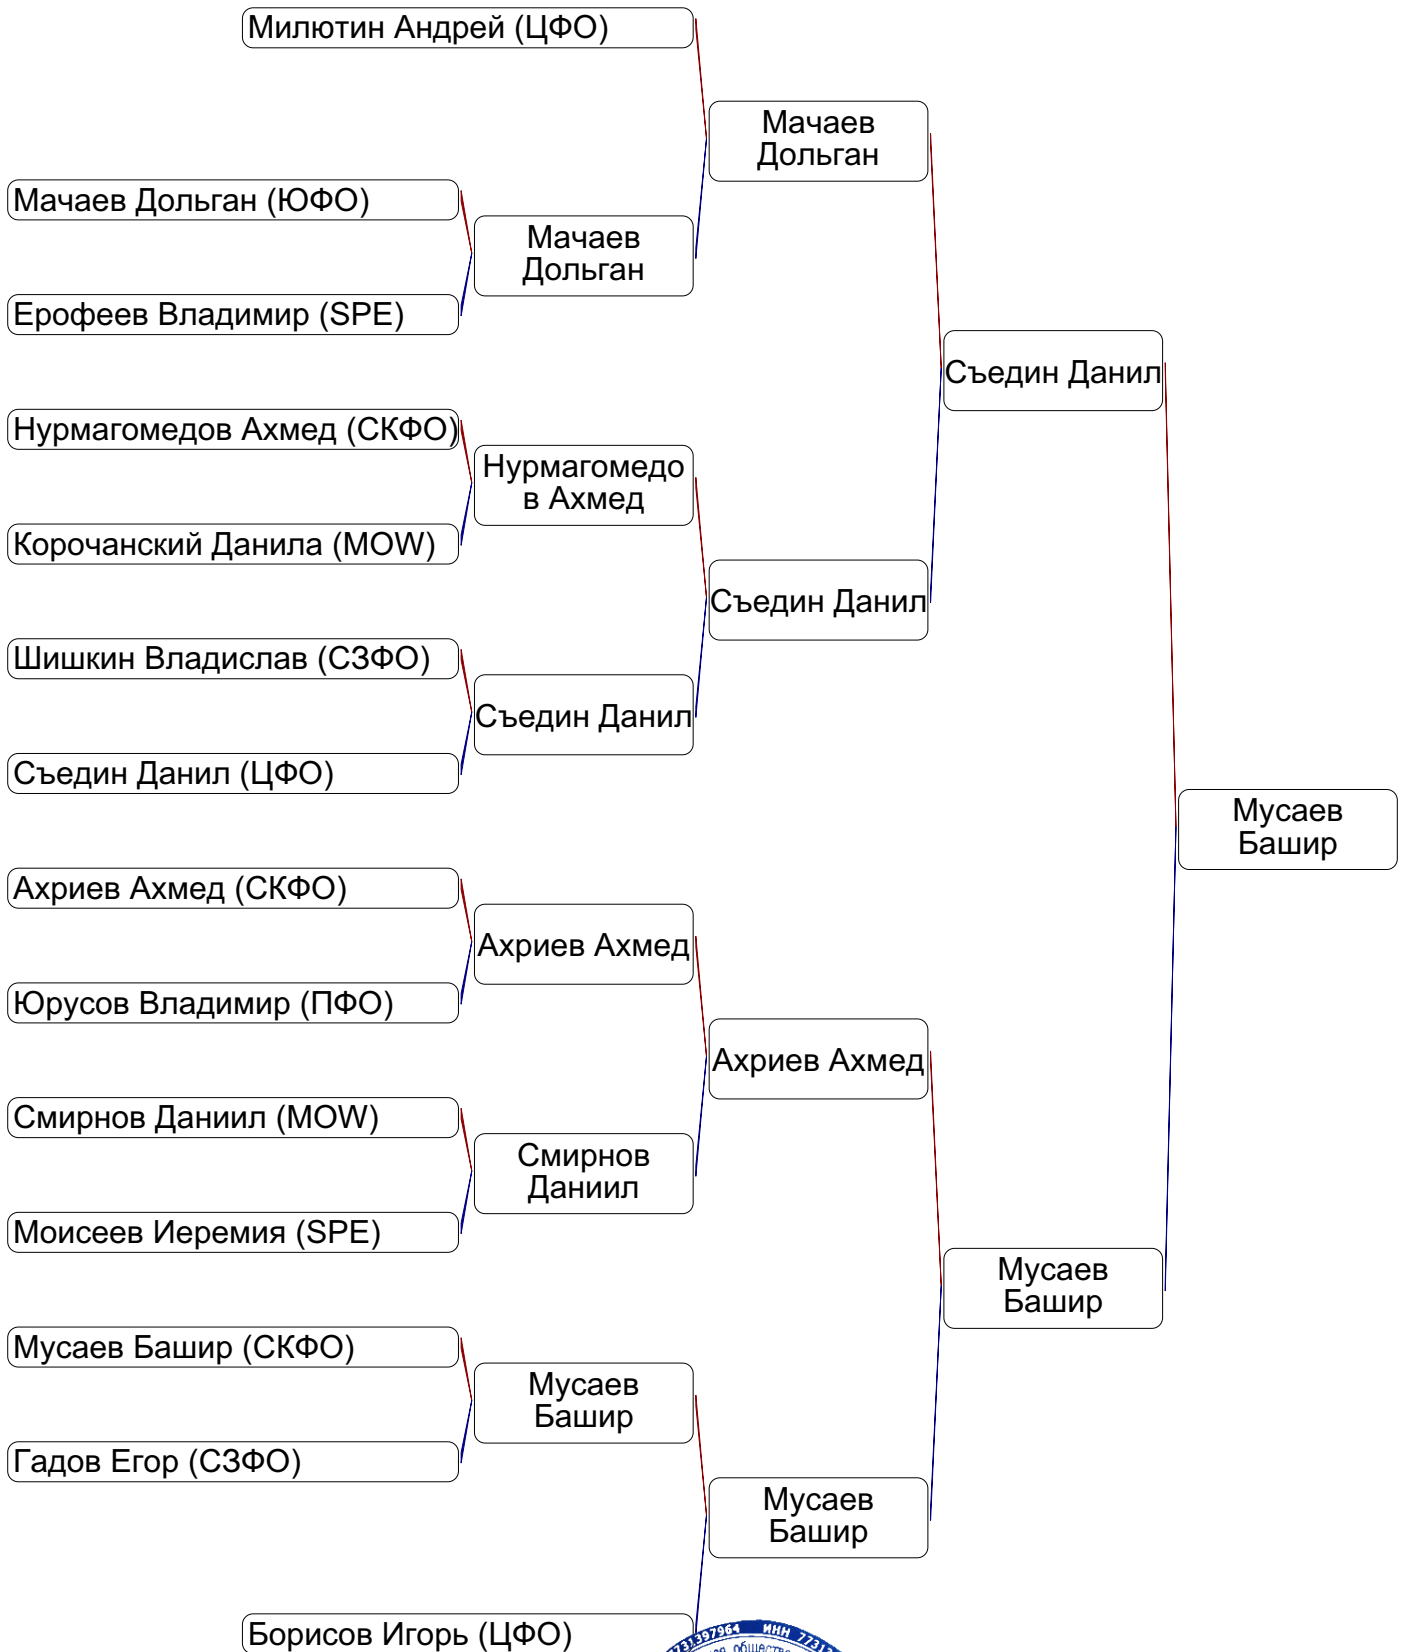 Милютин Андрей (ЦФО)
Мачаев
Дольган
Мачаев Дольган (ЮФО)
Мачаев
Дольган
Ерофеев Владимир (SPE)
Съедин Данил
Нурмагомедов Ахмед (СКФО)
Нурмагомедо
в Ахмед
Корочанский Данила (MOW)
Съедин Данил
Шишкин Владислав (СЗФО)
Съедин Данил
Съедин Данил (ЦФО)
Мусаев
Башир
Ахриев Ахмед (СКФО)
Ахриев Ахмед
Юрусов Владимир (ПФО)
Ахриев Ахмед
Смирнов Даниил (MOW)
Смирнов
Даниил
Моисеев Иеремия (SPE)
Мусаев
Башир
Мусаев Башир (СКФО)
Мусаев
Башир
Гадов Егор (СЗФО)
Мусаев
Башир
Борисов Игорь (ЦФО)
ИНН